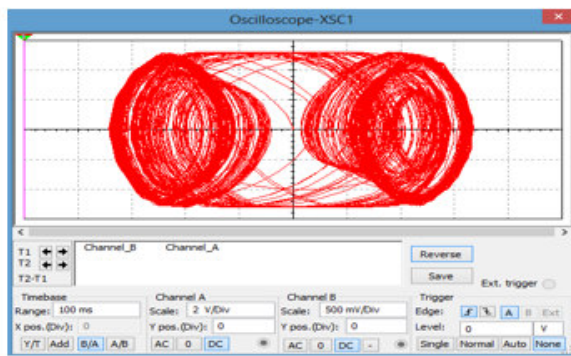 Oscilloscope-XSC1
T1
T2
T2-T1
Channel_B Channel_A
Reverse
Save
Ext. trigger
Timebase
Range: 100 ms
X pos.(Div): 0
Y/T Add B/A A/B
Channel A
Scale: 2 V/Div
Y pos.(Div): 0
AC 0 DC
Channel B
Scale: 500 mV/Div
Y pos.(Div): 0
AC 0 DC -
Trigger
Edge: A B Ext
Level: 0 V
Single Normal Auto None